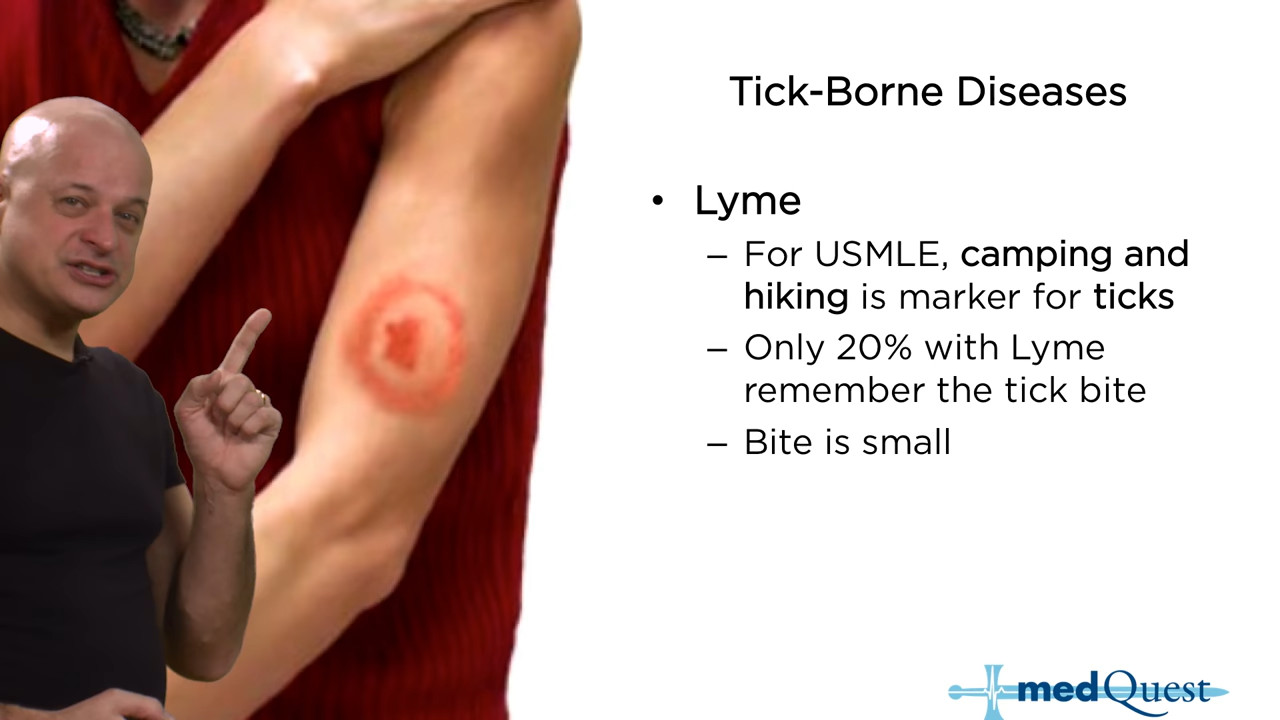 Tick-Borne Diseases
• Lyme
– For USMLE, camping and
hiking is marker for ticks
– Only 20% with Lyme
remember the tick bite
– Bite is small
medQuest